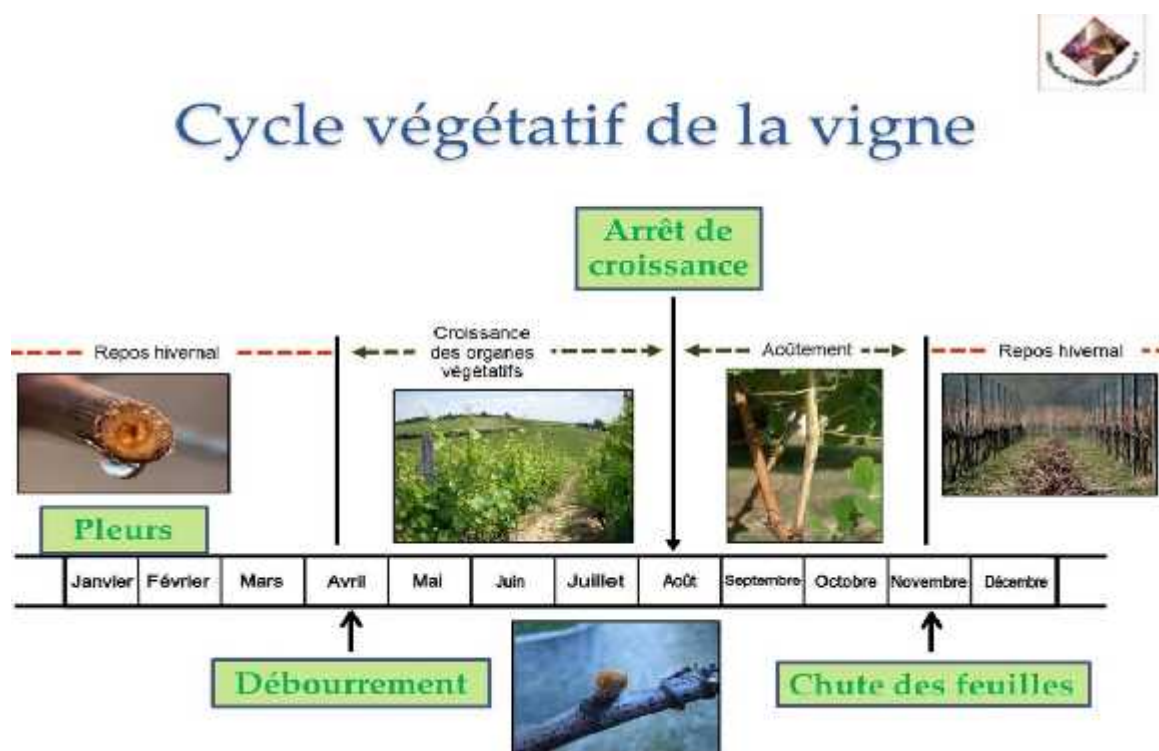 Cycle végétatif de la vigne
Arrêt de
croissance
Repos hivernal
Croissance
des organes
végétatifs
Aoûtement
Repos hivernal
Pleurs
Janvier Février Mars Avril Mai Juin Juillet Août Septembre Octobre Novembre Décembre
Débourrement
Chute des feuilles